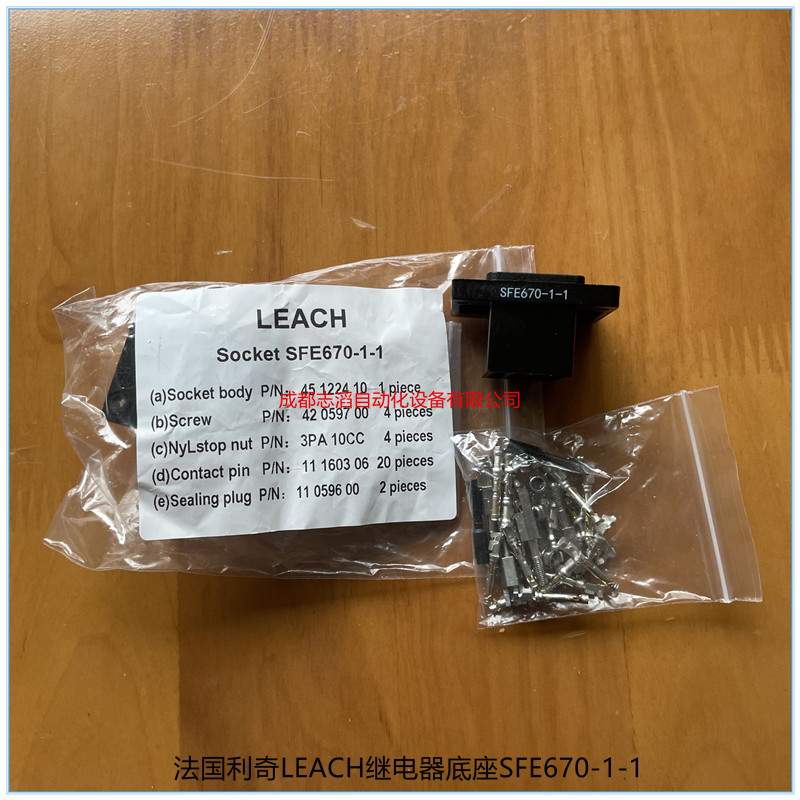 SFE670-1-1
LEACH
Socket SFE670-1-1
(a)Socket body P/N: 45 1224 10 1 piece
成都志滔自动化设备有限公司
(b)Screw P/N: 42 0597 00 4 pieces
(c)NyLstop nut P/N: 3PA 10CC 4 pieces
(d)Contact pin P/N: 11 1603 06 20 pieces
(e)Sealing plug P/N: 11 0596 00 2 pieces
法国利奇LEACH继电器底座SFE670-1-1